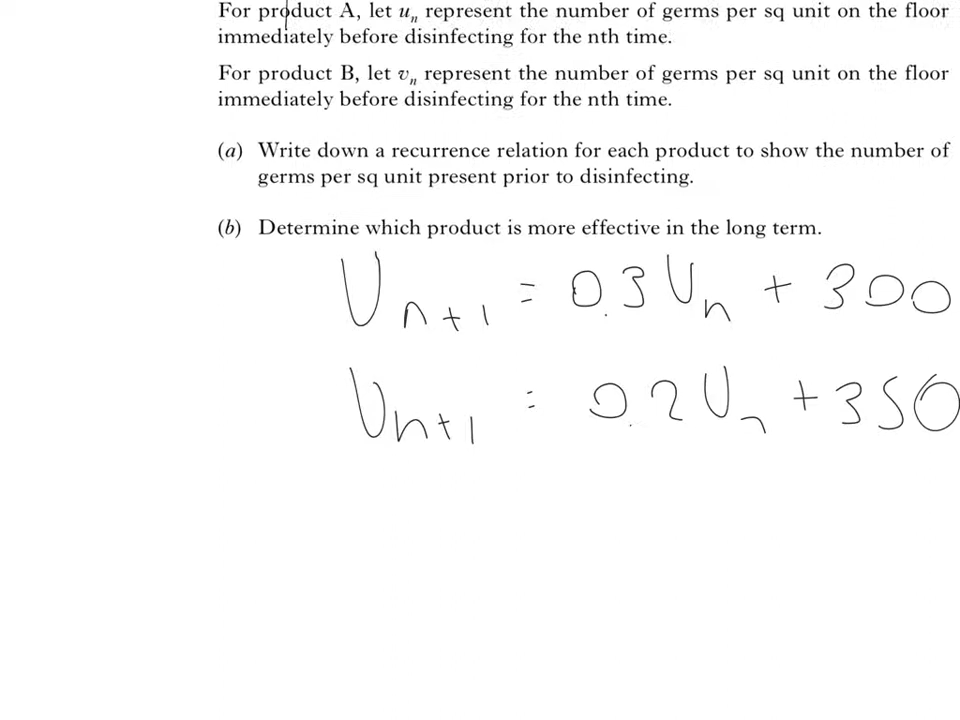 For product A, let uₙ represent the number of germs per sq unit on the floor
immediately before disinfecting for the nth time.
For product B, let vₙ represent the number of germs per sq unit on the floor
immediately before disinfecting for the nth time.
(a) Write down a recurrence relation for each product to show the number of
germs per sq unit present prior to disinfecting.
(b) Determine which product is more effective in the long term.
Uₙ₊₁ = 0.3Uₙ + 300
Uₙ₊₁ = 0.2Uₙ + 350